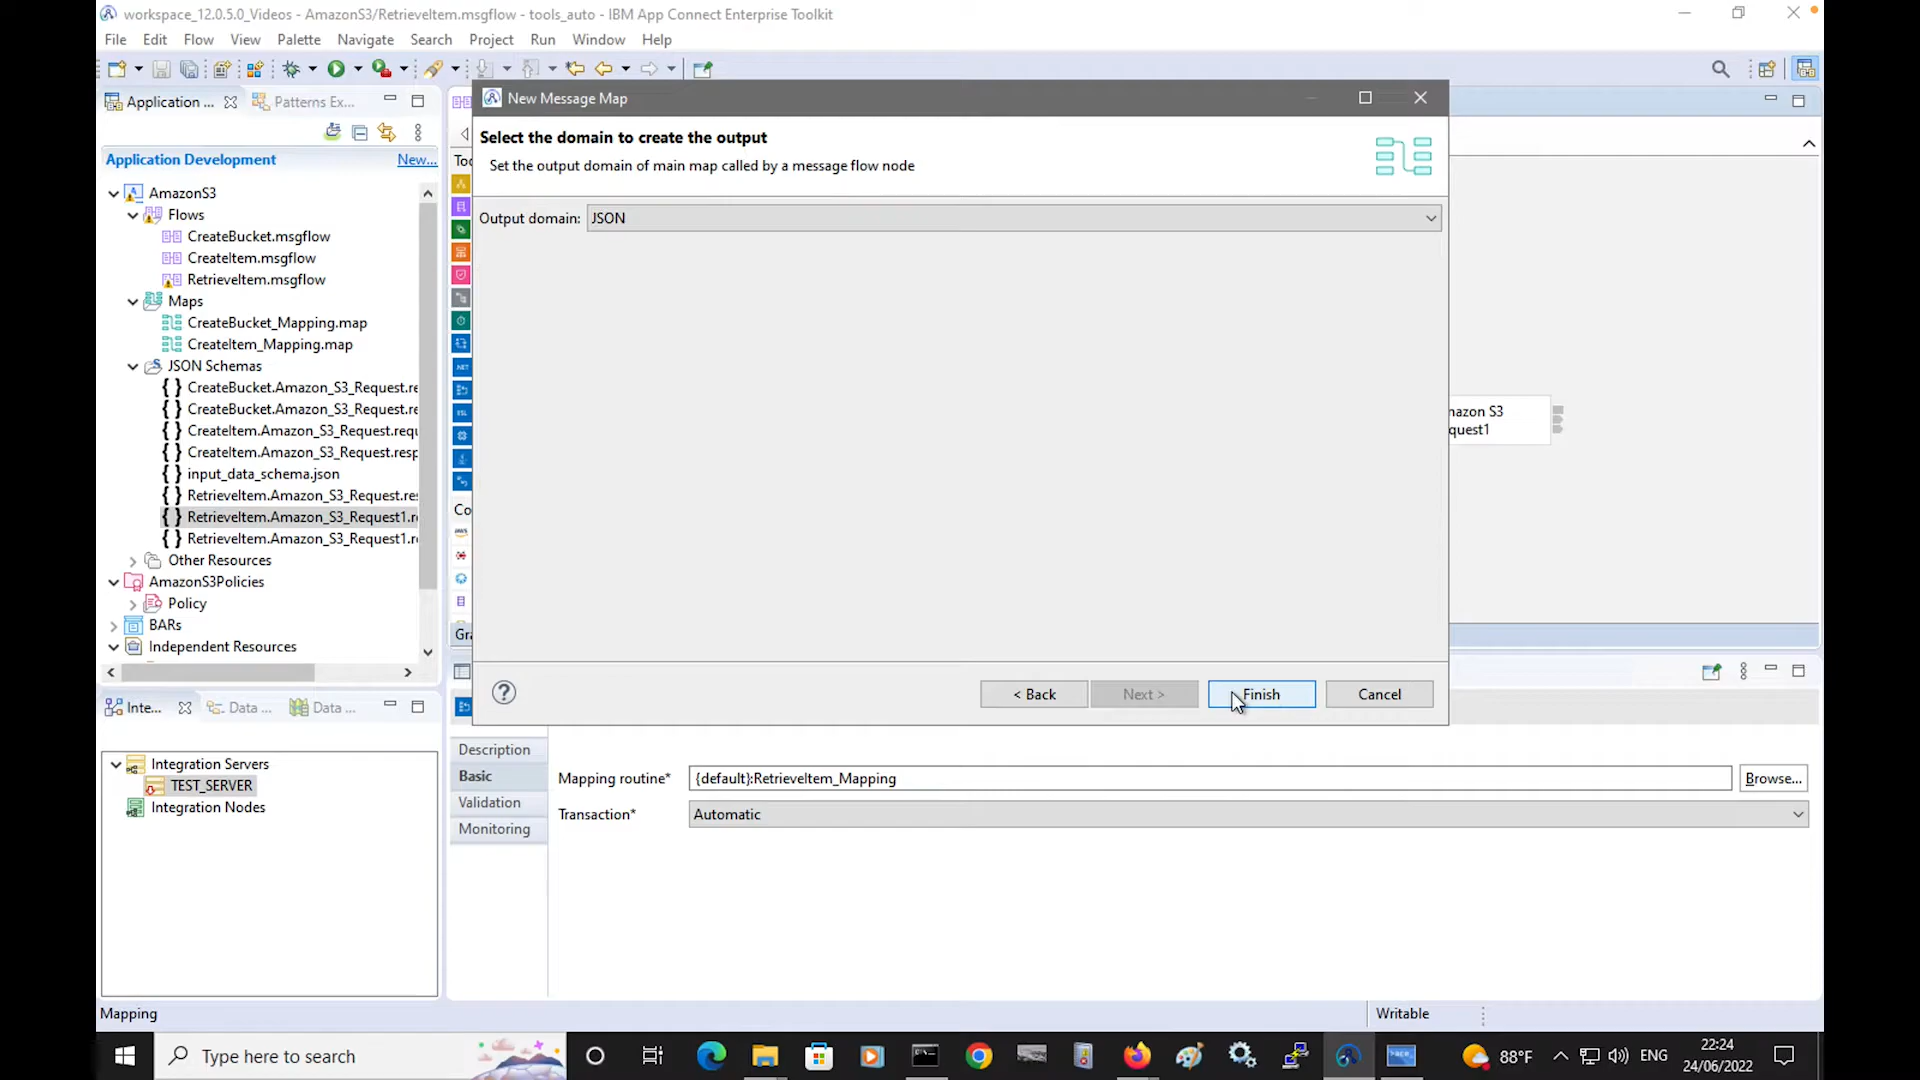 workspace_12.0.5.0_Videos - AmazonS3/RetrieveItem.msgflow - tools_auto - IBM App Connect Enterprise Toolkit
File Edit Flow View Palette Navigate Search Project Run Window Help
Application ... Patterns Ex...
New Message Map
Select the domain to create the output
Set the output domain of main map called by a message flow node
Application Development New...
Output domain: JSON
AmazonS3
Flows
CreateBucket.msgflow
CreateItem.msgflow
RetrieveItem.msgflow
Maps
CreateBucket_Mapping.map
CreateItem_Mapping.map
JSON Schemas
CreateBucket.Amazon_S3_Request.re
CreateBucket.Amazon_S3_Request.re
CreateItem.Amazon_S3_Request.requ
CreateItem.Amazon_S3_Request.resp
input_data_schema.json
RetrieveItem.Amazon_S3_Request.res
RetrieveItem.Amazon_S3_Request1.re
RetrieveItem.Amazon_S3_Request1.re
Other Resources
AmazonS3Policies
Policy
BARs
Independent Resources
Too
Co
Gra
mazon S3
quest1
< Back Next > Finish Cancel
Inte... Data ... Data ...
Integration Servers
TEST_SERVER
Integration Nodes
Description
Basic
Validation
Monitoring
Mapping routine* {default}:RetrieveItem_Mapping Browse...
Transaction* Automatic
Mapping Writable
Type here to search
88°F ENG 22:24
24/06/2022